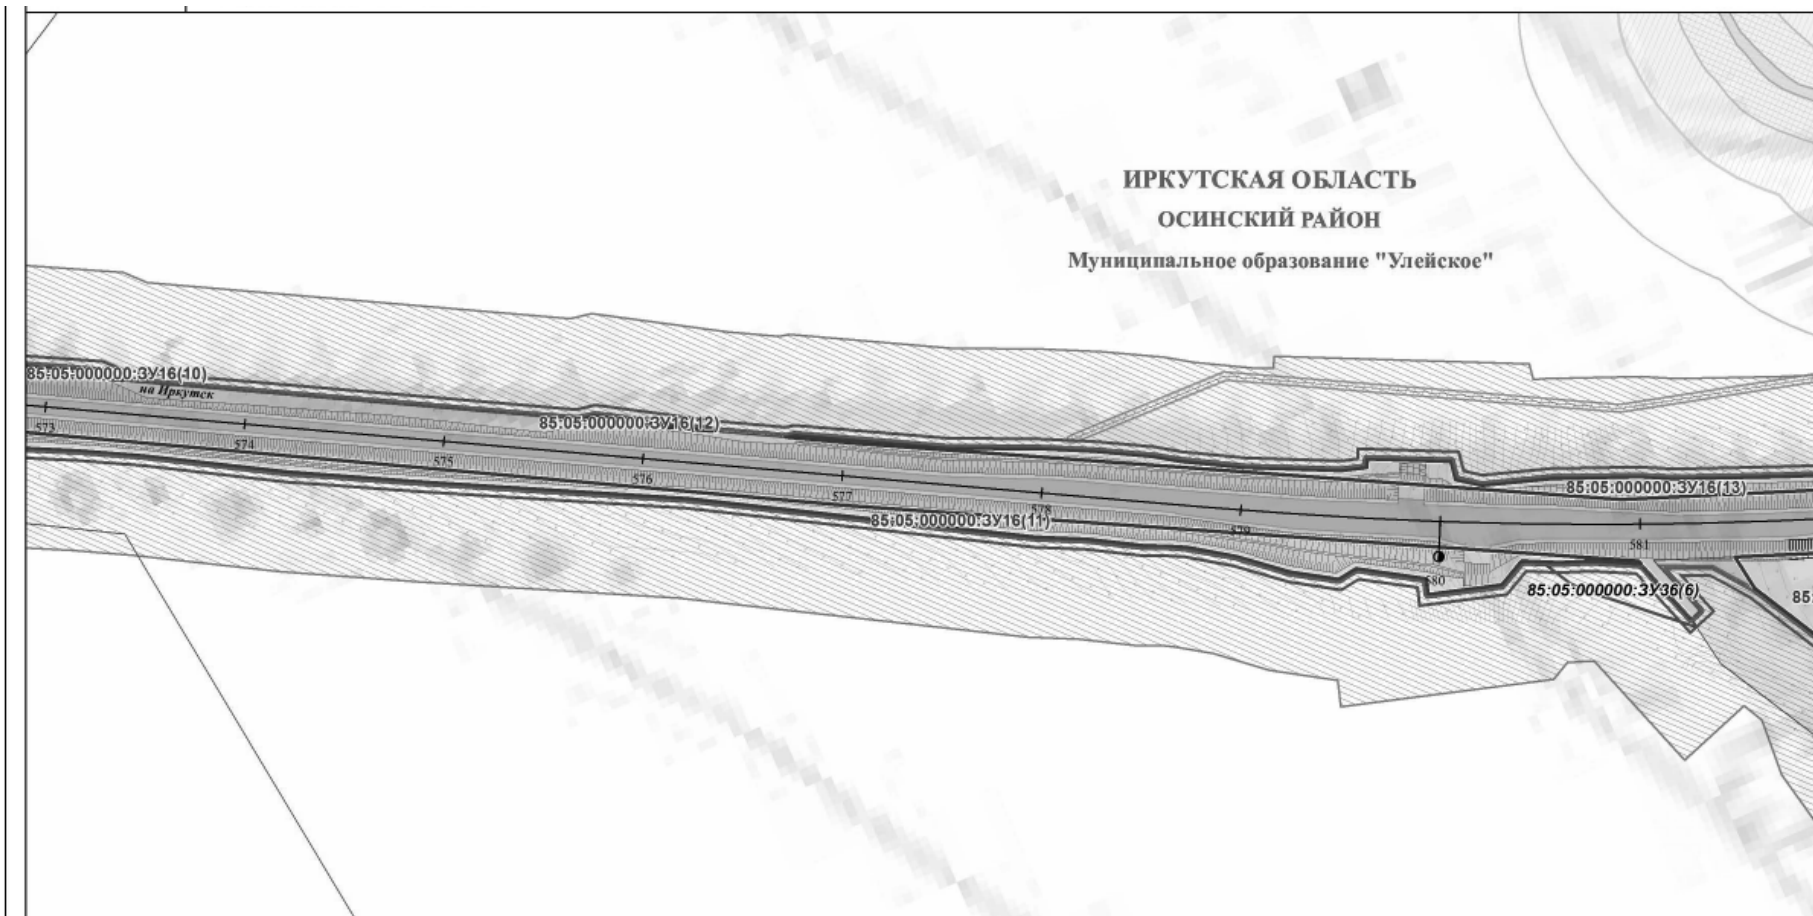 ИРКУТСКАЯ ОБЛАСТЬ
ОСИНСКИЙ РАЙОН
Муниципальное образование "Улейское"
85:05:000000:ЗУ16(10)
на Иркутск
85:05:000000:ЗУ16(12)
573
574
575
576
577
578
579
580
581
85:05:000000:ЗУ16(11)
85:05:000000:ЗУ16(13)
85:05:000000:ЗУ36(6)
85: